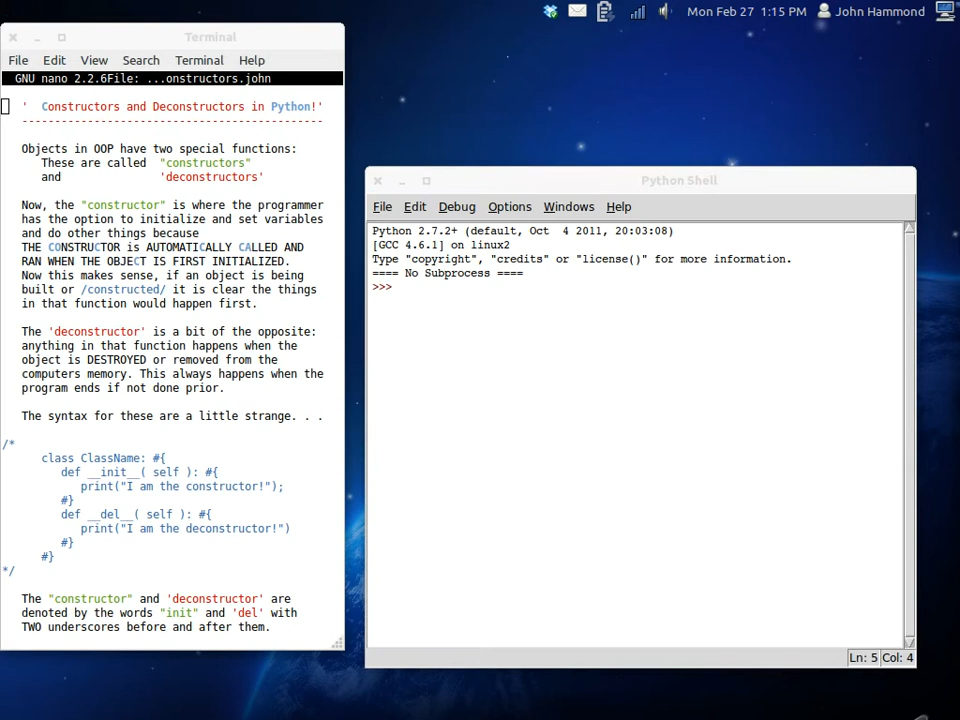 Mon Feb 27 1:15 PM John Hammond
Terminal
File Edit View Search Terminal Help
GNU nano 2.2.6File: ...onstructors.john
' Constructors and Deconstructors in Python!'
----------------------------------------------
Objects in OOP have two special functions:
These are called "constructors"
and 'deconstructors'
Now, the "constructor" is where the programmer
has the option to initialize and set variables
and do other things because
THE CONSTRUCTOR is AUTOMATICALLY CALLED AND
RAN WHEN THE OBJECT IS FIRST INITIALIZED.
Now this makes sense, if an object is being
built or /constructed/ it is clear the things
in that function would happen first.
The 'deconstructor' is a bit of the opposite:
anything in that function happens when the
object is DESTROYED or removed from the
computers memory. This always happens when the
program ends if not done prior.
The syntax for these are a little strange. . .
/*
class ClassName: #{
def __init__( self ): #{
print("I am the constructor!");
#}
def __del__( self ): #{
print("I am the deconstructor!")
#}
#}
*/
The "constructor" and 'deconstructor' are
denoted by the words "init" and 'del' with
TWO underscores before and after them.
Python Shell
File Edit Debug Options Windows Help
Python 2.7.2+ (default, Oct  4 2011, 20:03:08)
[GCC 4.6.1] on linux2
Type "copyright", "credits" or "license()" for more information.
==== No Subprocess ====
>>>
Ln: 5 Col: 4